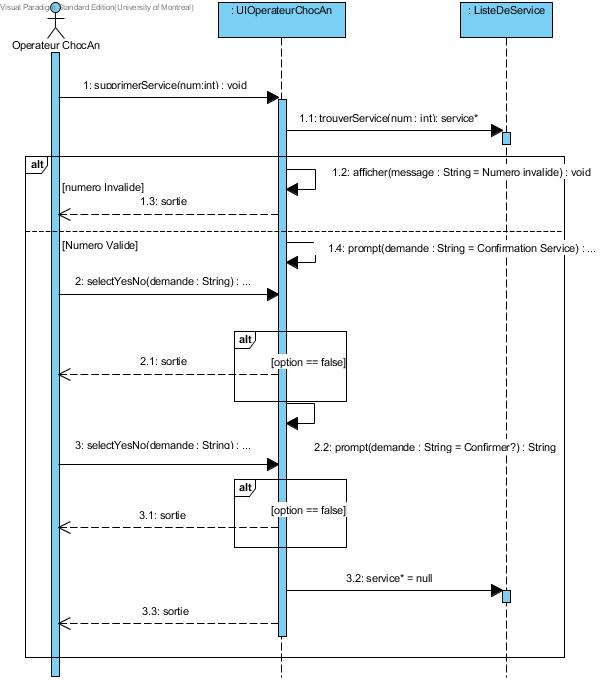 Visual Paradigm Standard Edition(University of Montreal)
: UIOperateurChocAn
: ListeDeService
Operateur ChocAn
1: supprimerService(num:int) : void
1.1: trouverService(num : int): service*
alt
1.2: afficher(message : String = Numero invalide) : void
[numero Invalide]
1.3: sortie
[Numero Valide]
1.4: prompt(demande : String = Confirmation Service) : ...
2: selectYesNo(demande : String) : ...
alt
2.1: sortie
[option == false]
3: selectYesNo(demande : String) : ...
2.2: prompt(demande : String = Confirmer?) : String
alt
[option == false]
3.1: sortie
3.2: service* = null
3.3: sortie